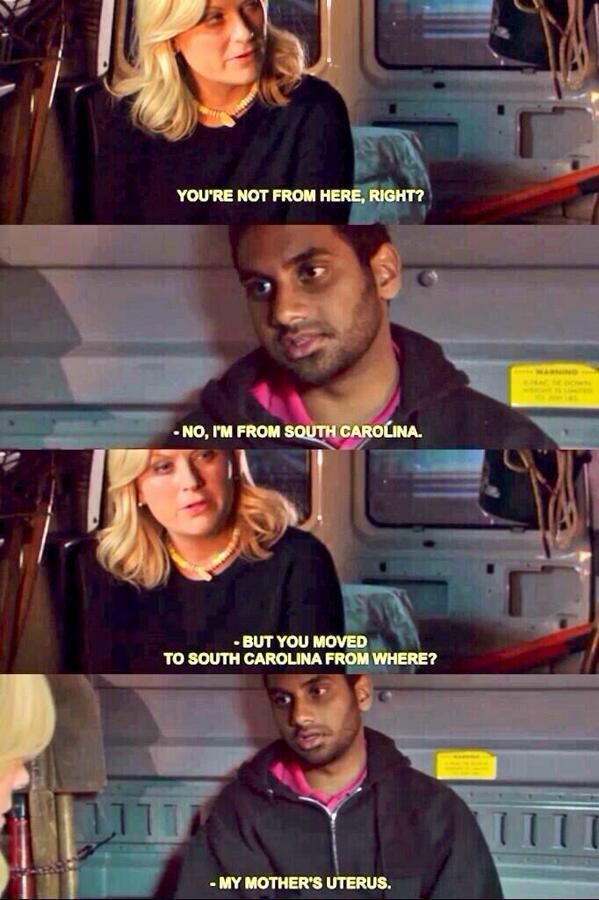 YOU'RE NOT FROM HERE, RIGHT?
WARNING
- NO, I'M FROM SOUTH CAROLINA.
- BUT YOU MOVED
TO SOUTH CAROLINA FROM WHERE?
- MY MOTHER'S UTERUS.